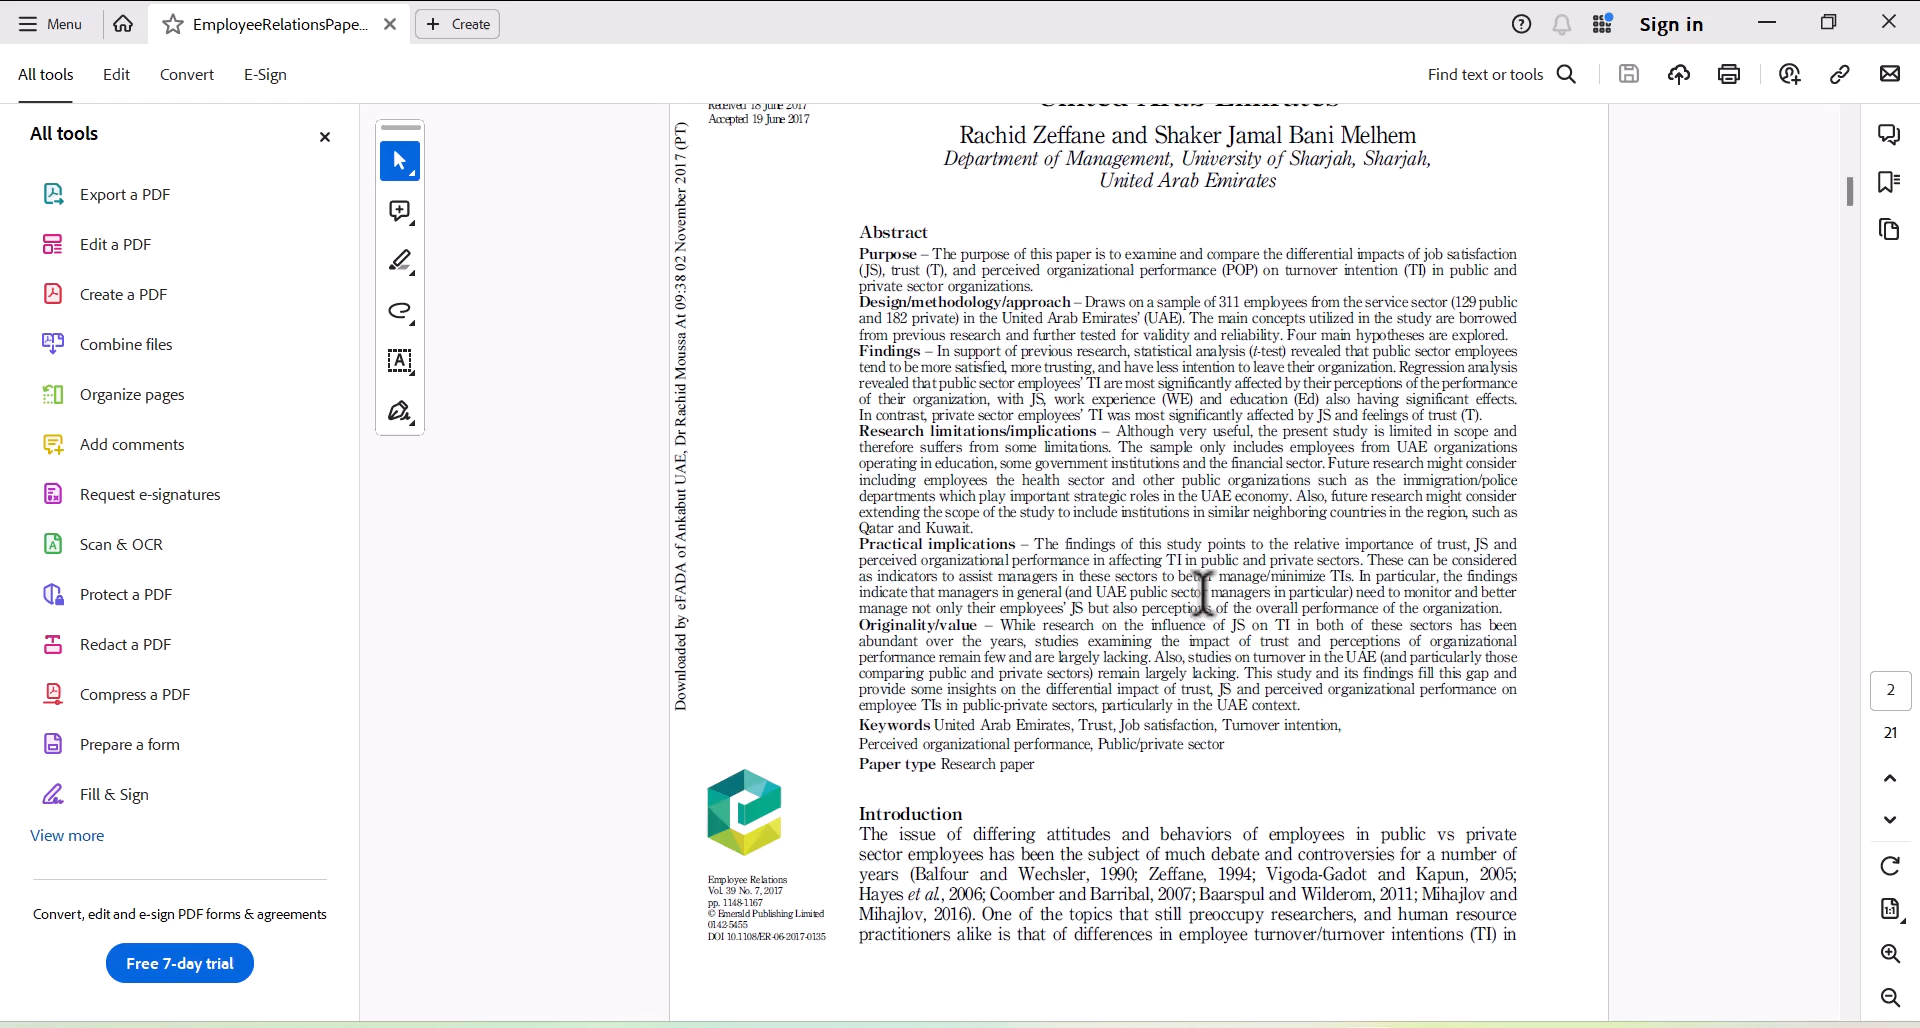 Menu
EmployeeRelationsPape...
Create
Sign in
All tools
Edit
Convert
E-Sign
Find text or tools
All tools
Export a PDF
Edit a PDF
Create a PDF
Combine files
Organize pages
Add comments
Request e-signatures
Scan & OCR
Protect a PDF
Redact a PDF
Compress a PDF
Prepare a form
Fill & Sign
View more
Convert, edit and e-sign PDF forms & agreements
Free 7-day trial
Received 18 June 2017
Accepted 19 June 2017
Downloaded by eFADA of Ankabut UAE, Dr Rachid Moussa At 09:38 02 November 2017 (PT)
United Arab Emirates
Rachid Zeffane and Shaker Jamal Bani Melhem
Department of Management, University of Sharjah, Sharjah,
United Arab Emirates
Abstract
Purpose – The purpose of this paper is to examine and compare the differential impacts of job satisfaction
(JS), trust (T), and perceived organizational performance (POP) on turnover intention (TI) in public and
private sector organizations.
Design/methodology/approach – Draws on a sample of 311 employees from the service sector (129 public
and 182 private) in the United Arab Emirates' (UAE). The main concepts utilized in the study are borrowed
from previous research and further tested for validity and reliability. Four main hypotheses are explored.
Findings – In support of previous research, statistical analysis (t-test) revealed that public sector employees
tend to be more satisfied, more trusting, and have less intention to leave their organization. Regression analysis
revealed that public sector employees' TI are most significantly affected by their perceptions of the performance
of their organization, with JS, work experience (WE) and education (Ed) also having significant effects.
In contrast, private sector employees' TI was most significantly affected by JS and feelings of trust (T).
Research limitations/implications – Although very useful, the present study is limited in scope and
therefore suffers from some limitations. The sample only includes employees from UAE organizations
operating in education, some government institutions and the financial sector. Future research might consider
including employees the health sector and other public organizations such as the immigration/police
departments which play important strategic roles in the UAE economy. Also, future research might consider
extending the scope of the study to include institutions in similar neighboring countries in the region, such as
Qatar and Kuwait.
Practical implications – The findings of this study points to the relative importance of trust, JS and
perceived organizational performance in affecting TI in public and private sectors. These can be considered
as indicators to assist managers in these sectors to better manage/minimize TIs. In particular, the findings
indicate that managers in general (and UAE public sector managers in particular) need to monitor and better
manage not only their employees' JS but also perceptions of the overall performance of the organization.
Originality/value – While research on the influence of JS on TI in both of these sectors has been
abundant over the years, studies examining the impact of trust and perceptions of organizational
performance remain few and are largely lacking. Also, studies on turnover in the UAE (and particularly those
comparing public and private sectors) remain largely lacking. This study and its findings fill this gap and
provide some insights on the differential impact of trust, JS and perceived organizational performance on
employee TIs in public-private sectors, particularly in the UAE context.
Keywords United Arab Emirates, Trust, Job satisfaction, Turnover intention,
Perceived organizational performance, Public/private sector
Paper type Research paper
Introduction
The issue of differing attitudes and behaviors of employees in public vs private
sector employees has been the subject of much debate and controversies for a number of
years (Balfour and Wechsler, 1990; Zeffane, 1994; Vigoda-Gadot and Kapun, 2005;
Hayes et al., 2006; Coomber and Barribal, 2007; Baarspul and Wilderom, 2011; Mihajlov and
Mihajlov, 2016). One of the topics that still preoccupy researchers, and human resource
practitioners alike is that of differences in employee turnover/turnover intentions (TI) in
Employee Relations
Vol. 39 No. 7, 2017
pp. 1148-1167
© Emerald Publishing Limited
0142-5455
DOI 10.1108/ER-06-2017-0135
2
21